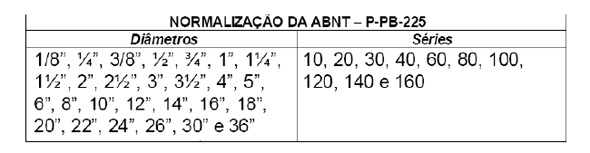 NORMALIZAÇÃO DA ABNT – P-PB-225
Diâmetros
Séries
1/8”, ¼”, 3/8”, ½”, ¾”, 1”, 1¼”,
1½”, 2”, 2½”, 3”, 3½”, 4”, 5”,
6”, 8”, 10”, 12”, 14”, 16”, 18”,
20”, 22”, 24”, 26”, 30” e 36”
10, 20, 30, 40, 60, 80, 100,
120, 140 e 160